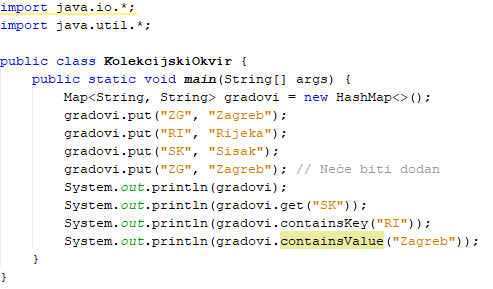 import java.io.*;
import java.util.*;
public class KolekcijskiOkvir {
    public static void main(String[] args) {
        Map<String, String> gradovi = new HashMap<>();
        gradovi.put("ZG", "Zagreb");
        gradovi.put("RI", "Rijeka");
        gradovi.put("SK", "Sisak");
        gradovi.put("ZG", "Zagreb"); // Neće biti dodan
        System.out.println(gradovi);
        System.out.println(gradovi.get("SK"));
        System.out.println(gradovi.containsKey("RI"));
        System.out.println(gradovi.containsValue("Zagreb"));
    }
}